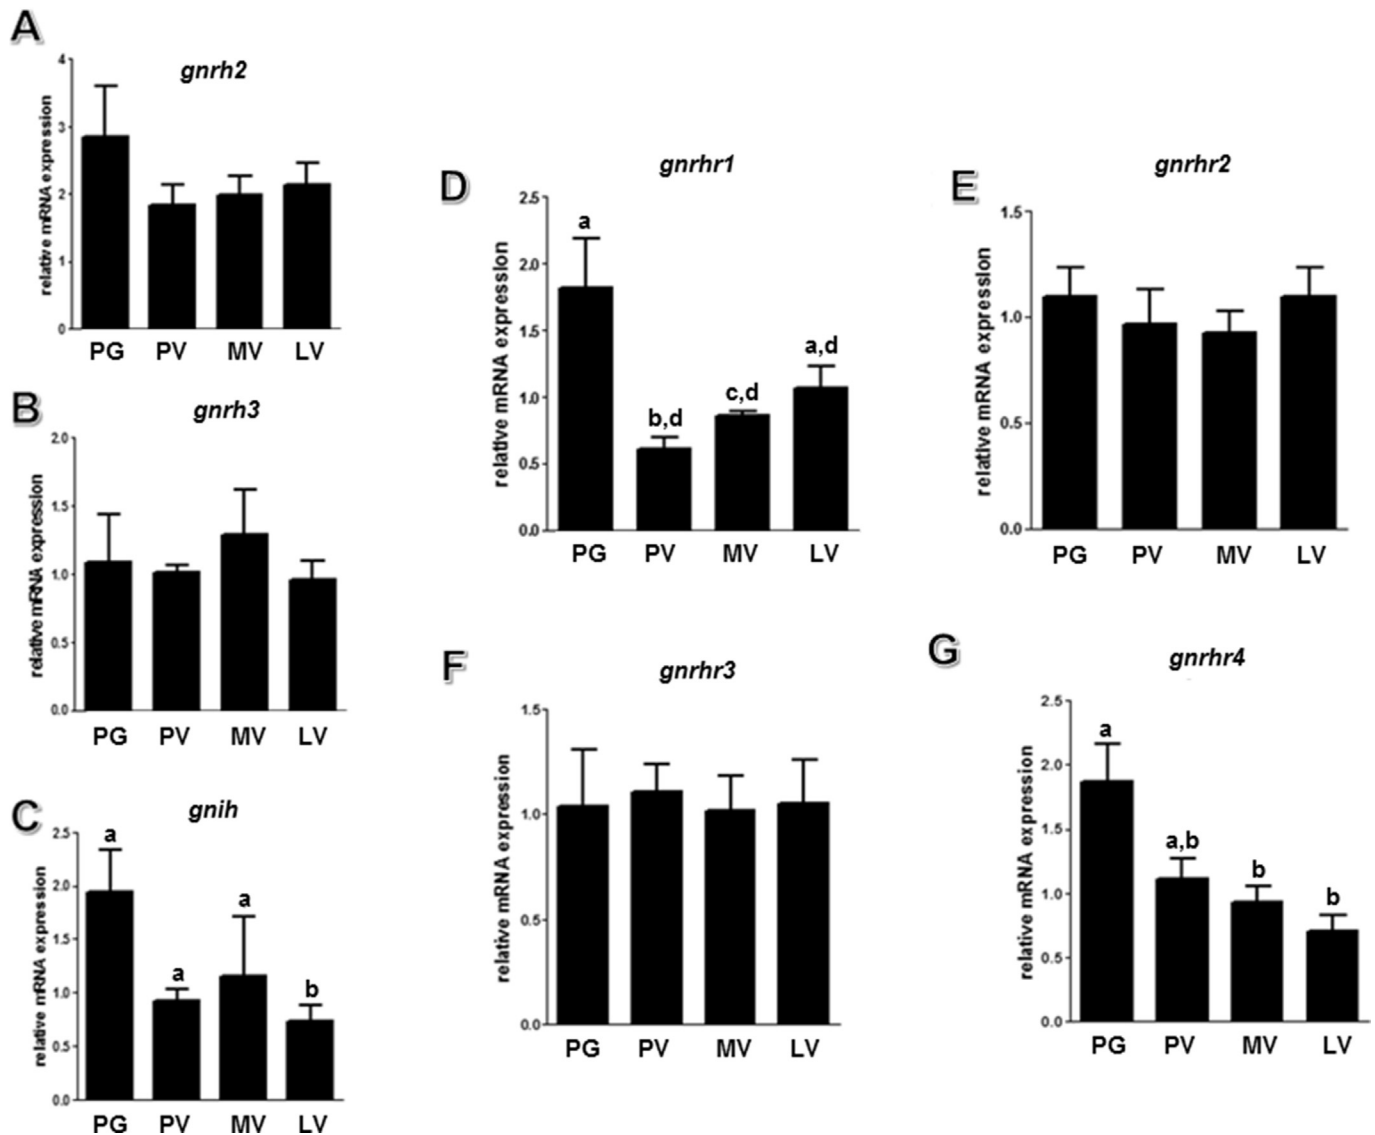 A
gnrh2
relative mRNA expression
4
3
2
1
0
PG PV MV LV
B
gnrh3
relative mRNA expression
2.0
1.5
1.0
0.5
0.0
PG PV MV LV
C
gnih
relative mRNA expression
2.5
2.0
1.5
1.0
0.5
0.0
a
a
a
b
PG PV MV LV
D
gnrhr1
relative mRNA expression
2.5
2.0
1.5
1.0
0.5
0.0
a
b,d
c,d
a,d
PG PV MV LV
E
gnrhr2
relative mRNA expression
1.5
1.0
0.5
0.0
PG PV MV LV
F
gnrhr3
relative mRNA expression
1.5
1.0
0.5
0.0
PG PV MV LV
G
gnrhr4
relative mRNA expression
2.5
2.0
1.5
1.0
0.5
0.0
a
a,b
b
b
PG PV MV LV